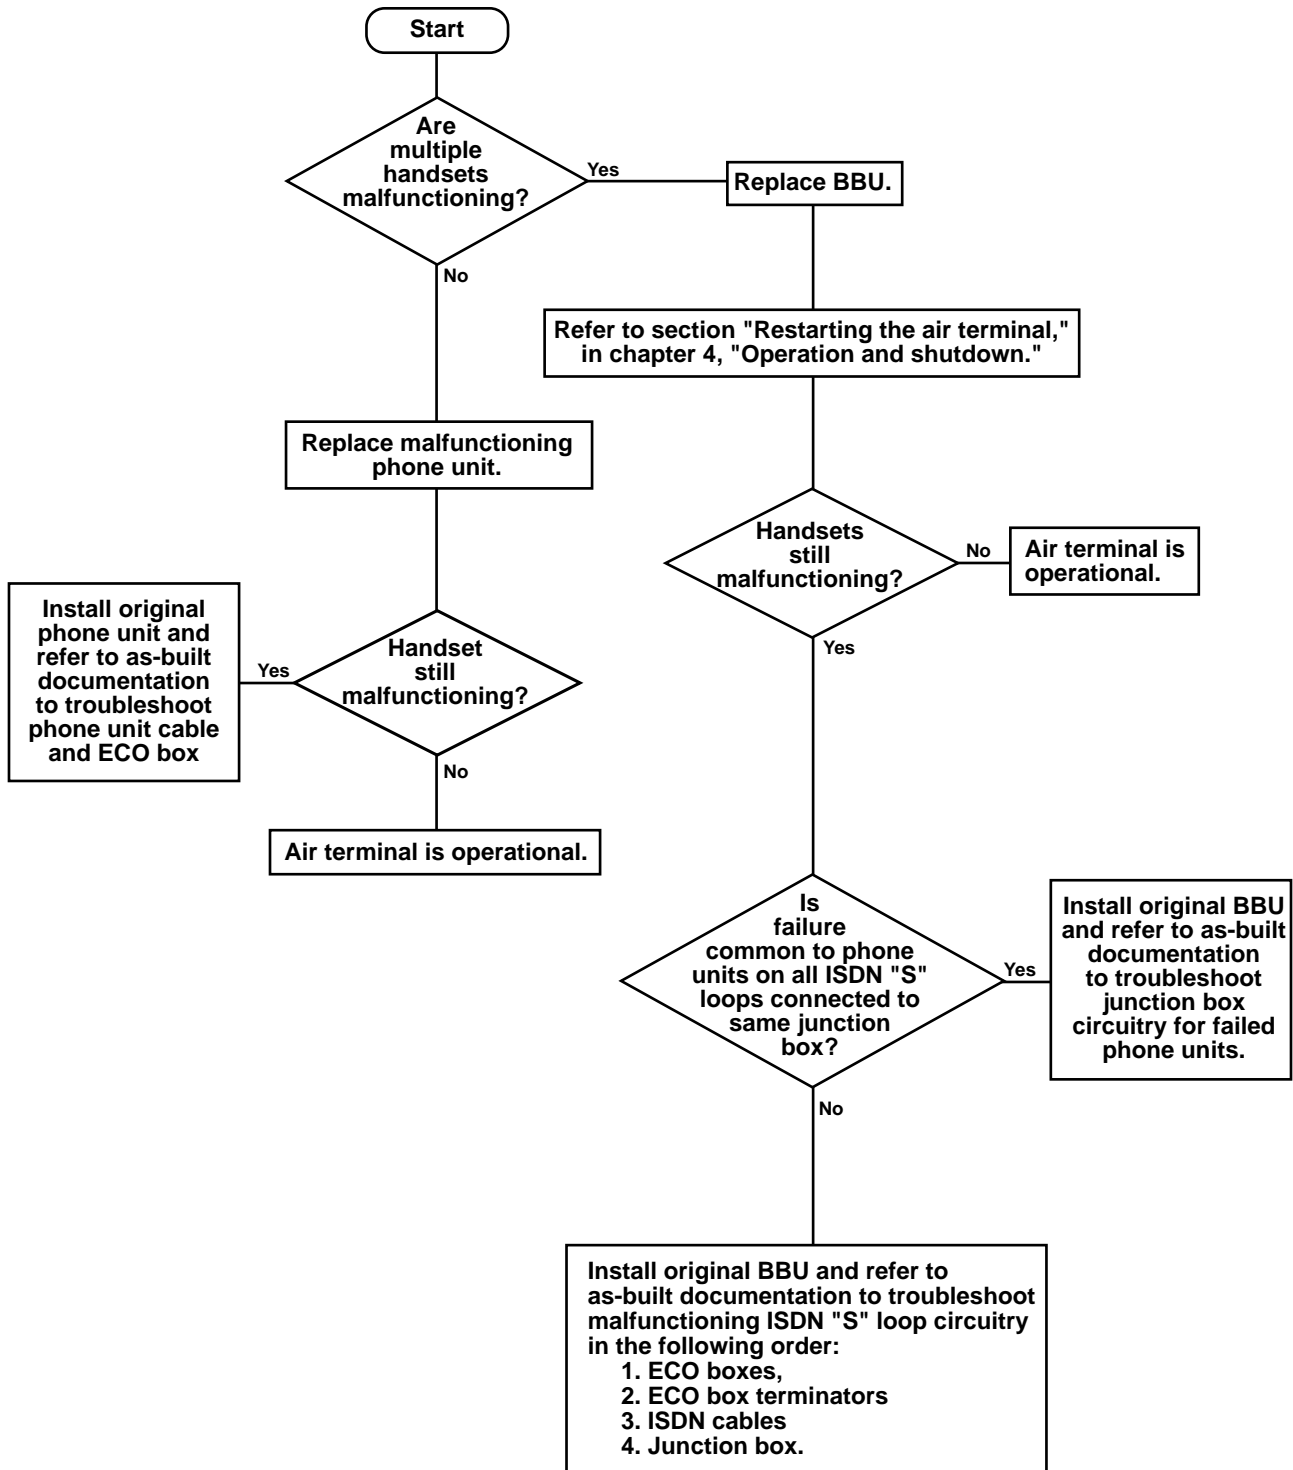 Start
Are
multiple
handsets
malfunctioning?
Yes
Replace BBU.
No
Refer to section "Restarting the air terminal,"
in chapter 4, "Operation and shutdown."
Replace malfunctioning
phone unit.
Handsets
still
malfunctioning?
No
Air terminal is
operational.
Yes
Install original
phone unit and
refer to as-built
documentation
to troubleshoot
phone unit cable
and ECO box
Yes
Handset
still
malfunctioning?
No
Air terminal is operational.
Is
failure
common to phone
units on all ISDN "S"
loops connected to
same junction
box?
Yes
Install original BBU
and refer to as-built
documentation
to troubleshoot
junction box
circuitry for failed
phone units.
No
Install original BBU and refer to
as-built documentation to troubleshoot
malfunctioning ISDN "S" loop circuitry
in the following order:
1. ECO boxes,
2. ECO box terminators
3. ISDN cables
4. Junction box.